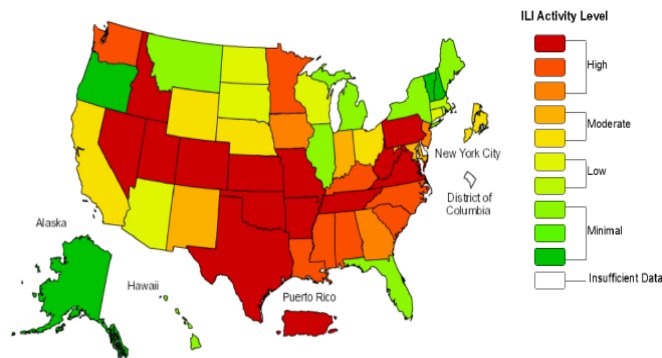 ILI Activity Level
High
Moderate
Low
Minimal
Insufficient Data
New York City
District of
Columbia
Alaska
Hawaii
Puerto Rico